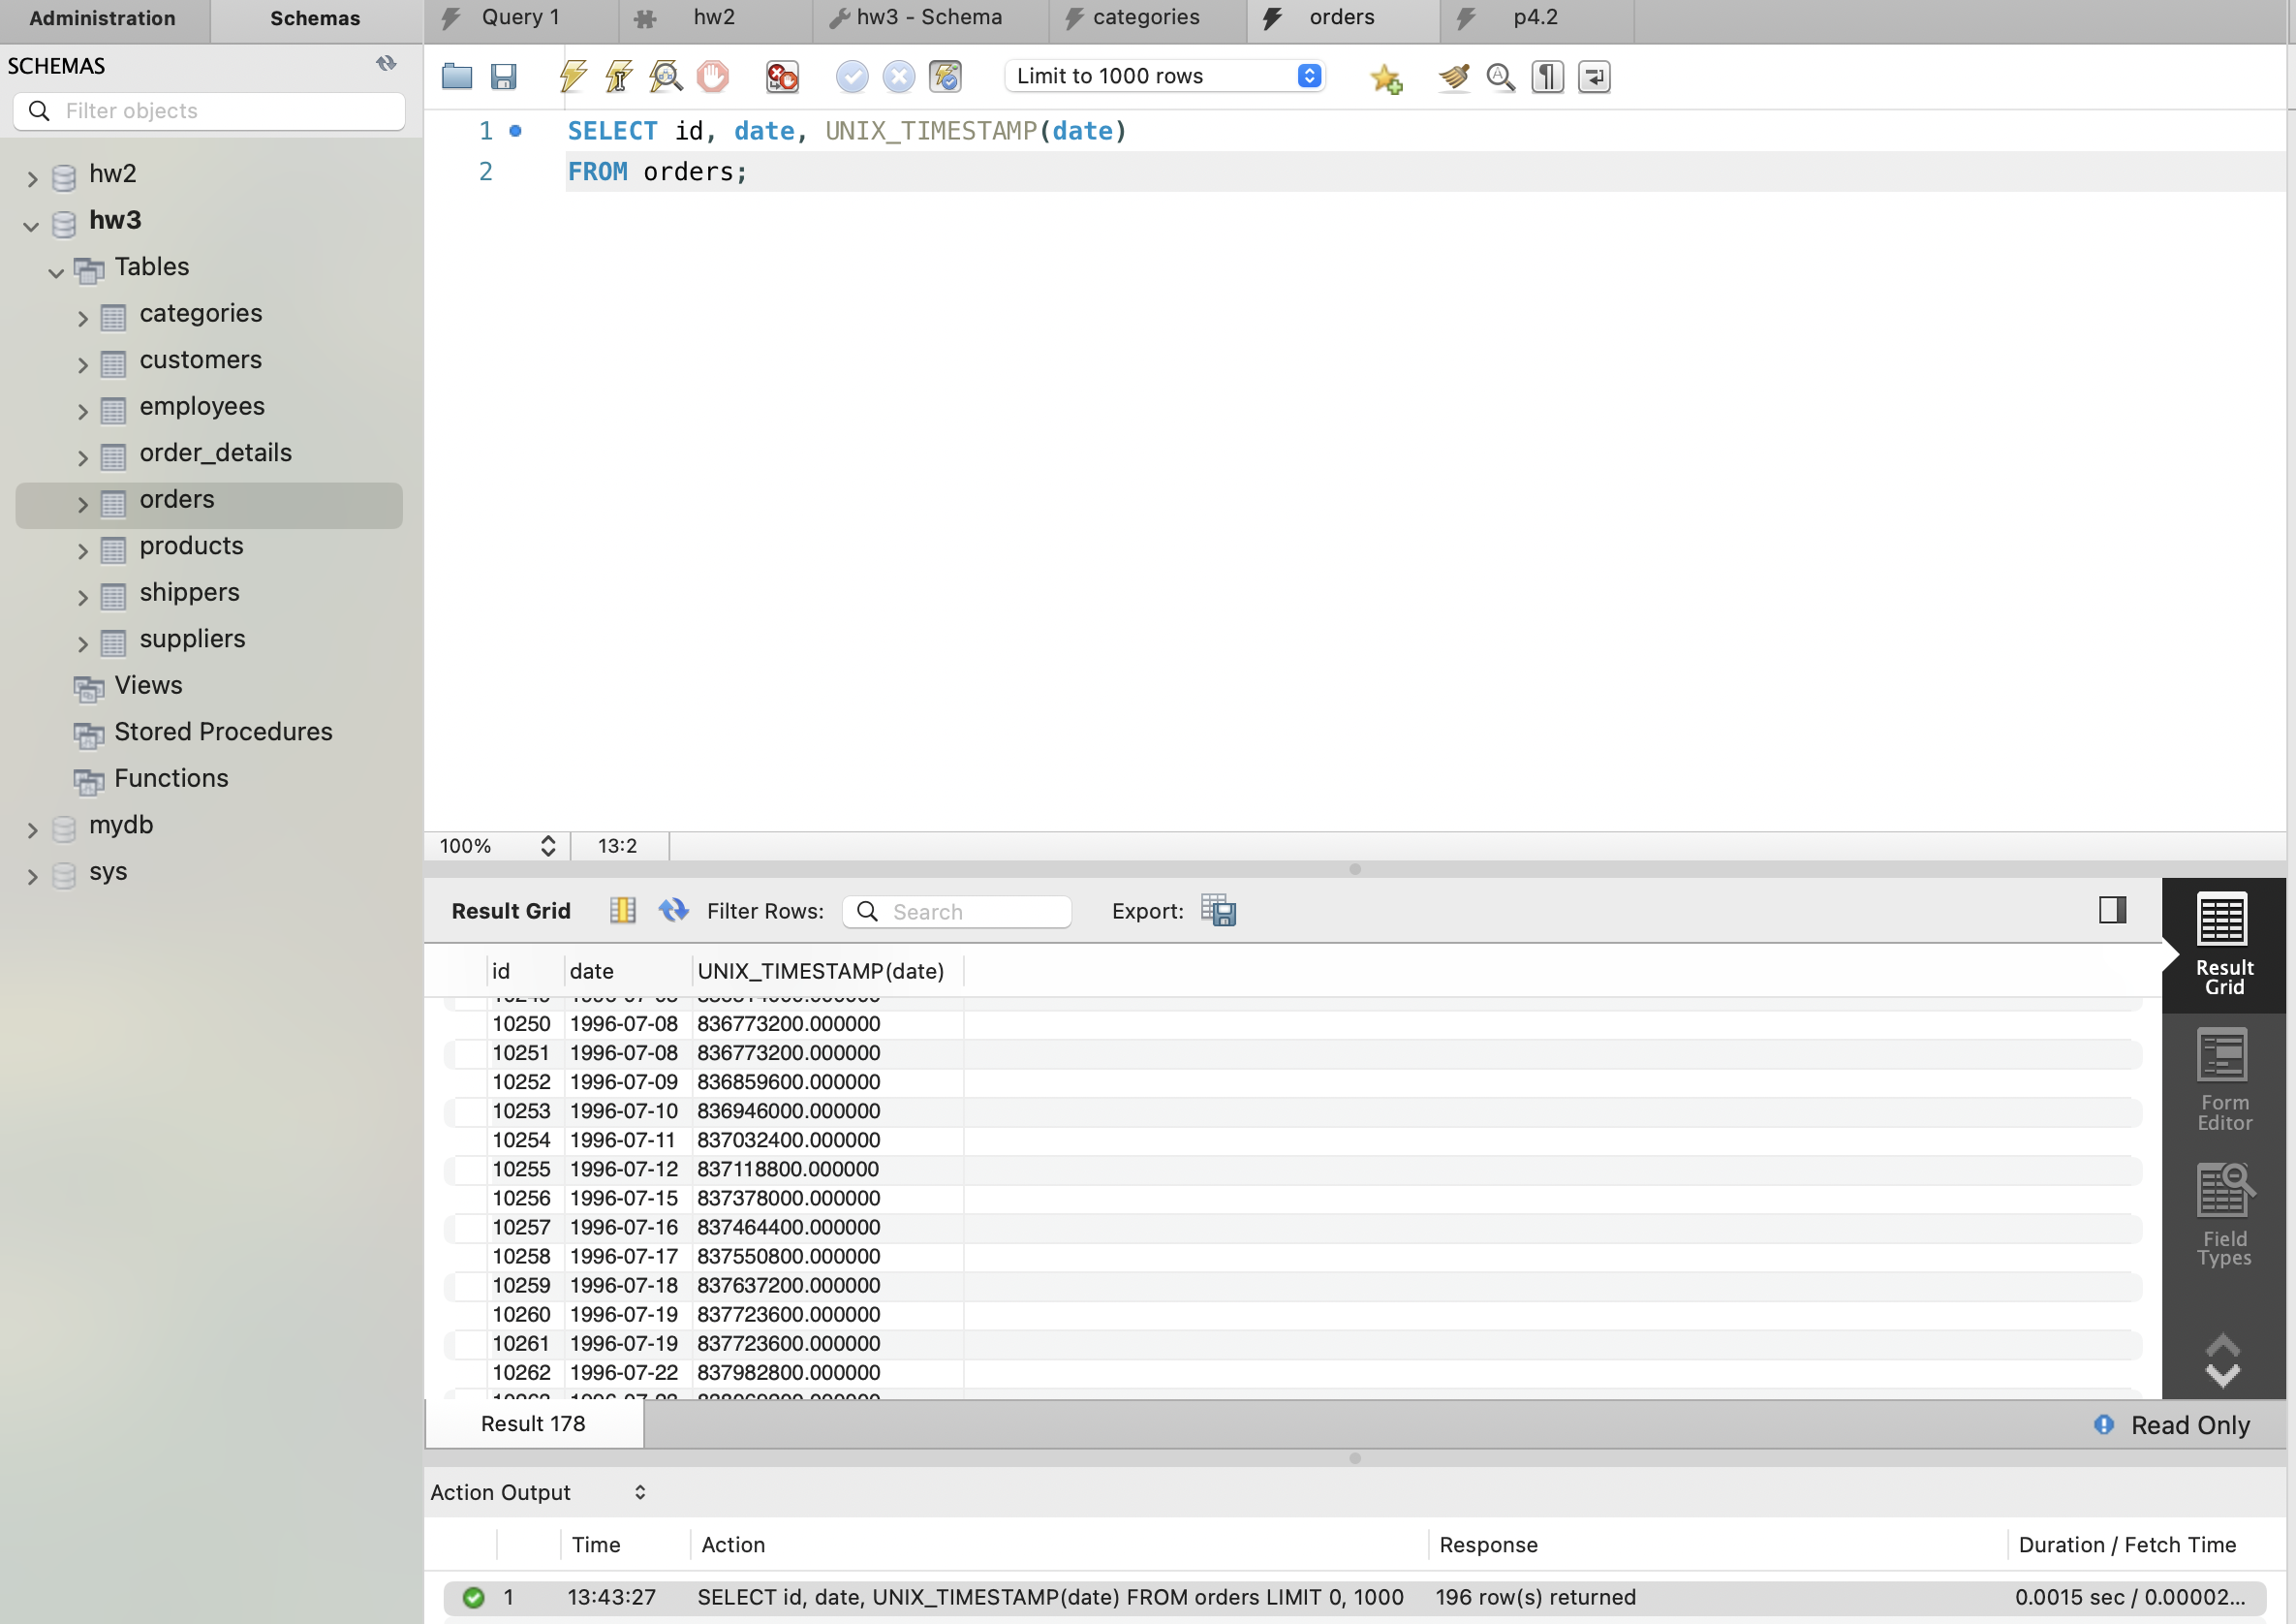 Administration Schemas
SCHEMAS
Filter objects
hw2
hw3
Tables
categories
customers
employees
order_details
orders
products
shippers
suppliers
Views
Stored Procedures
Functions
mydb
sys
Query 1 hw2 hw3 - Schema categories orders p4.2
Limit to 1000 rows
1 SELECT id, date, UNIX_TIMESTAMP(date)
2 FROM orders;
100% 13:2
Result Grid Filter Rows: Search Export:
id date UNIX_TIMESTAMP(date)
10250 1996-07-08 836773200.000000
10251 1996-07-08 836773200.000000
10252 1996-07-09 836859600.000000
10253 1996-07-10 836946000.000000
10254 1996-07-11 837032400.000000
10255 1996-07-12 837118800.000000
10256 1996-07-15 837378000.000000
10257 1996-07-16 837464400.000000
10258 1996-07-17 837550800.000000
10259 1996-07-18 837637200.000000
10260 1996-07-19 837723600.000000
10261 1996-07-19 837723600.000000
10262 1996-07-22 837982800.000000
Result
Grid
Form
Editor
Field
Types
Result 178 Read Only
Action Output
Time Action Response Duration / Fetch Time
1 13:43:27 SELECT id, date, UNIX_TIMESTAMP(date) FROM orders LIMIT 0, 1000 196 row(s) returned 0.0015 sec / 0.00002...